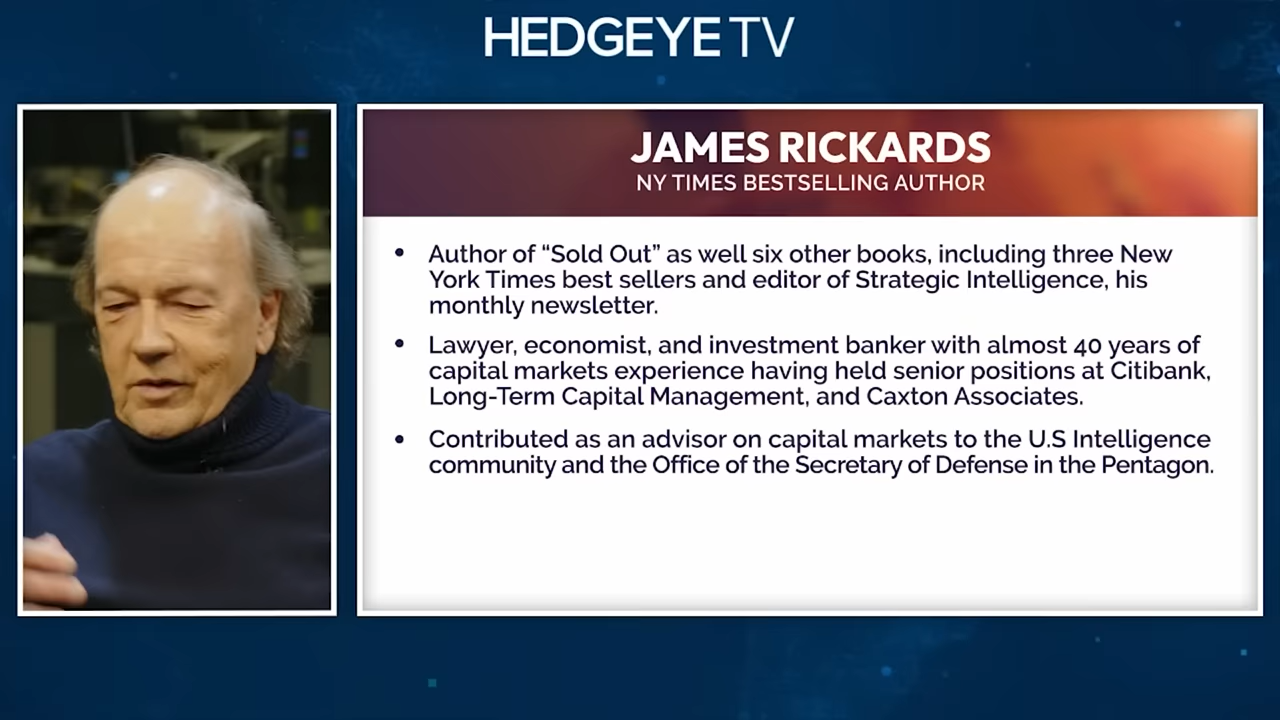 HEDGEYE TV
JAMES RICKARDS
NY TIMES BESTSELLING AUTHOR
• Author of “Sold Out” as well six other books, including three New
York Times best sellers and editor of Strategic Intelligence, his
monthly newsletter.
• Lawyer, economist, and investment banker with almost 40 years of
capital markets experience having held senior positions at Citibank,
Long-Term Capital Management, and Caxton Associates.
• Contributed as an advisor on capital markets to the U.S Intelligence
community and the Office of the Secretary of Defense in the Pentagon.